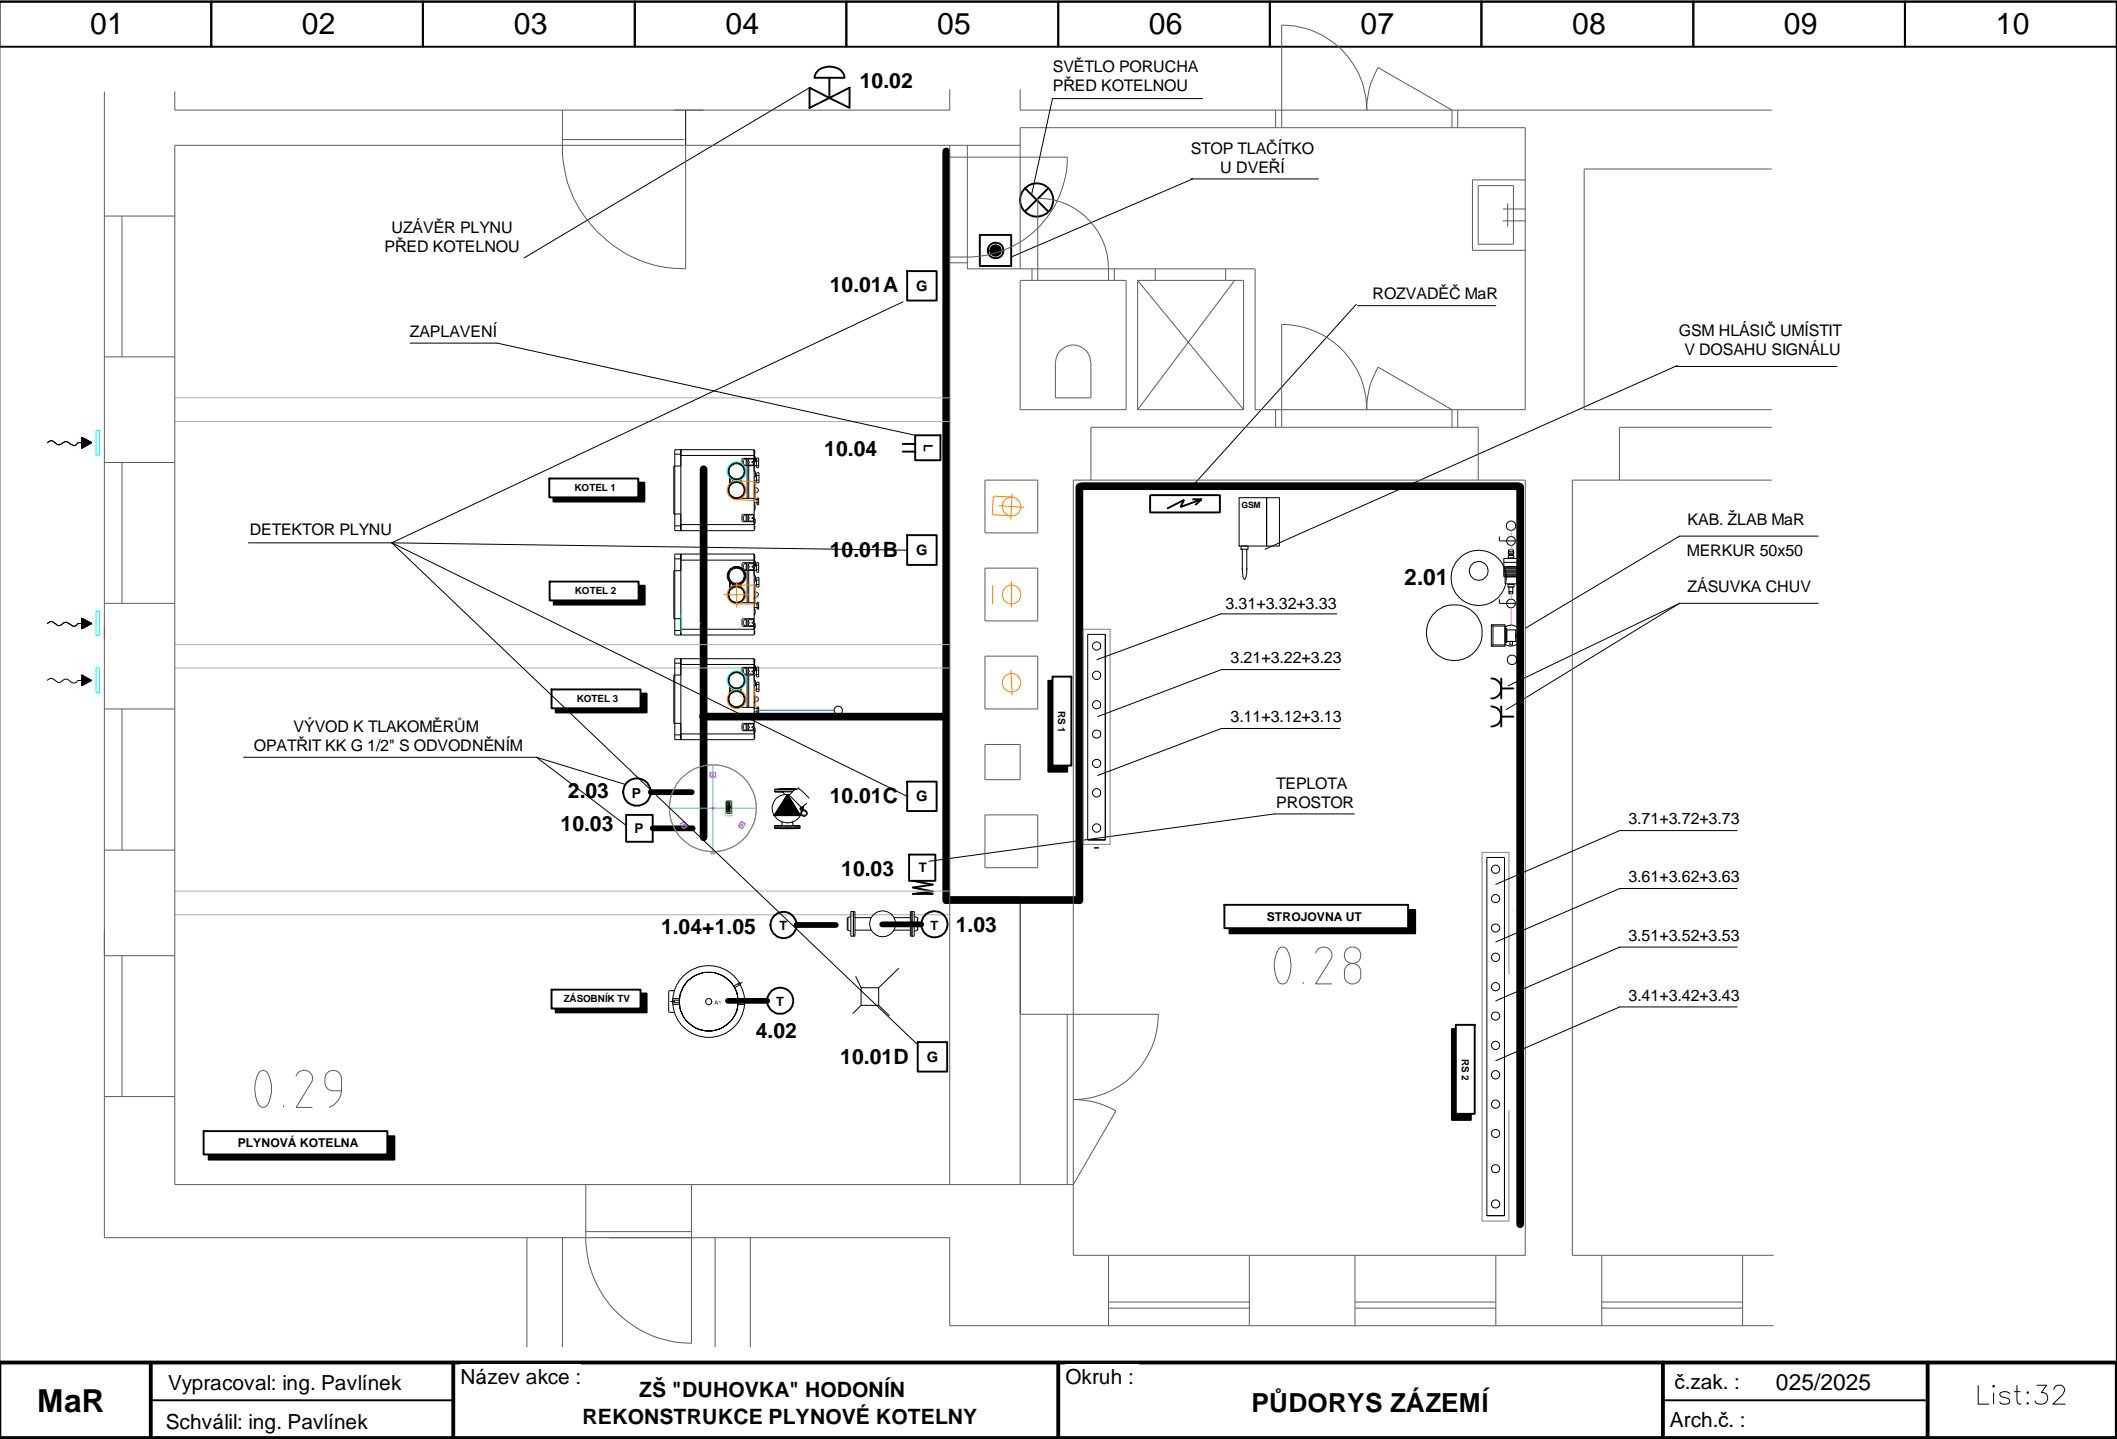 01 02 03 04 05 06 07 08 09 10
10.02
SVĚTLO PORUCHA
PŘED KOTELNOU
STOP TLAČÍTKO
U DVEŘÍ
UZÁVĚR PLYNU
PŘED KOTELNOU
10.01A G
ROZVADĚČ MaR
ZAPLAVENÍ
GSM HLÁSIČ UMÍSTIT
V DOSAHU SIGNÁLU
10.04 L
KOTEL 1
GSM
DETEKTOR PLYNU
KAB. ŽLAB MaR
MERKUR 50x50
10.01B G
2.01
ZÁSUVKA CHUV
KOTEL 2
3.31+3.32+3.33
3.21+3.22+3.23
KOTEL 3
RS 1
3.11+3.12+3.13
VÝVOD K TLAKOMĚRŮM
OPATŘIT KK G 1/2" S ODVODNĚNÍM
2.03 P
10.01C G
TEPLOTA
PROSTOR
10.03 P
3.71+3.72+3.73
10.03 T
3.61+3.62+3.63
STROJOVNA UT
0.28
1.04+1.05 T
T 1.03
3.51+3.52+3.53
ZÁSOBNÍK TV
A1
T
4.02
3.41+3.42+3.43
10.01D G
RS 2
0.29
PLYNOVÁ KOTELNA
MaR
Vypracoval: ing. Pavlínek
Schválil: ing. Pavlínek
Název akce :
ZŠ "DUHOVKA" HODONÍN
REKONSTRUKCE PLYNOVÉ KOTELNY
Okruh :
PŮDORYS ZÁZEMÍ
č.zak. : 025/2025
Arch.č. :
List:32